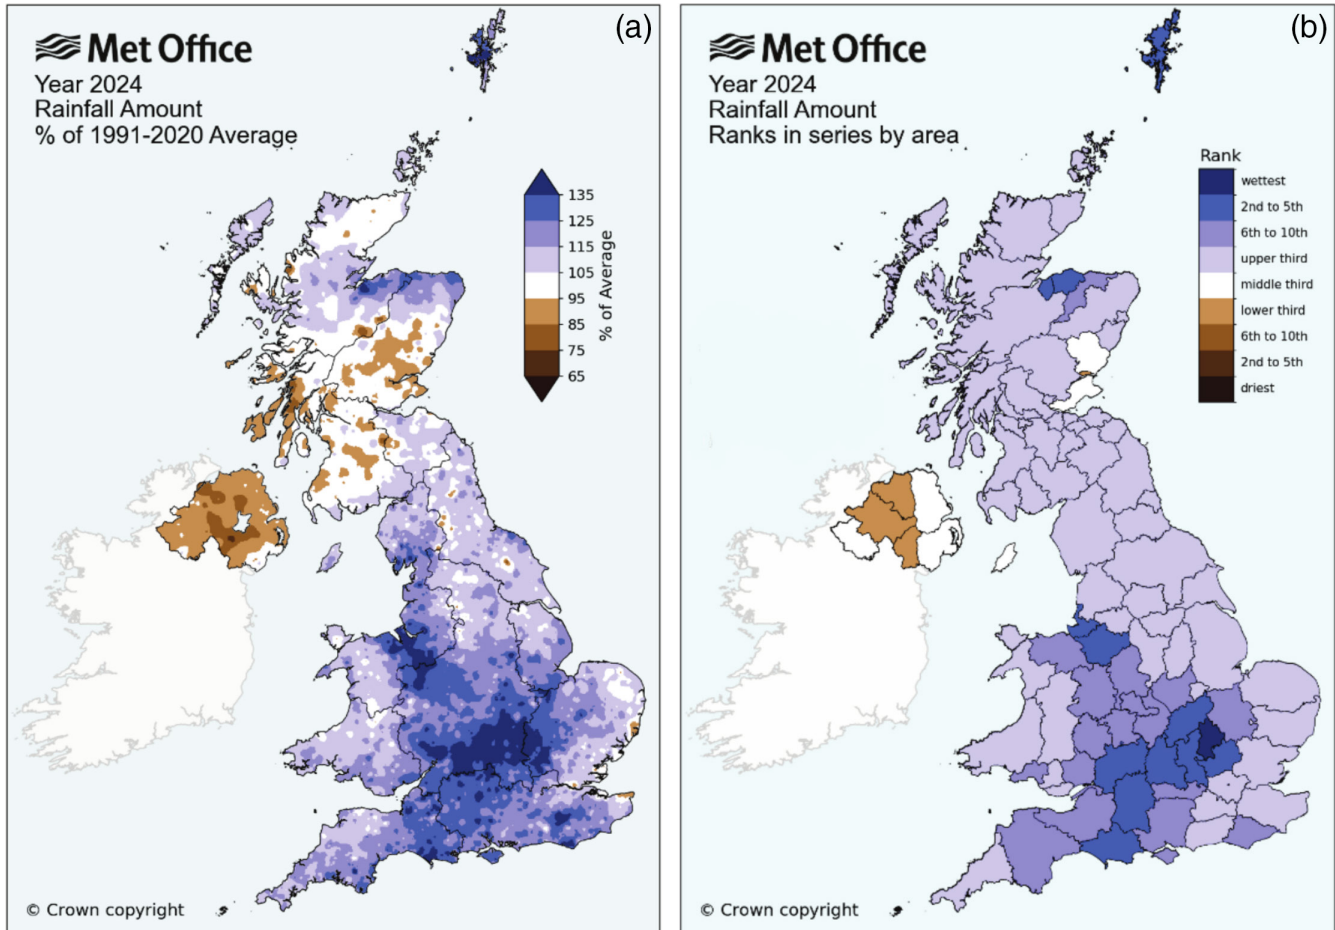 (a)
Met Office
Year 2024
Rainfall Amount
% of 1991-2020 Average
135
125
115
105
95
85
75
65
% of Average
© Crown copyright
(b)
Met Office
Year 2024
Rainfall Amount
Ranks in series by area
Rank
wettest
2nd to 5th
6th to 10th
upper third
middle third
lower third
6th to 10th
2nd to 5th
driest
© Crown copyright